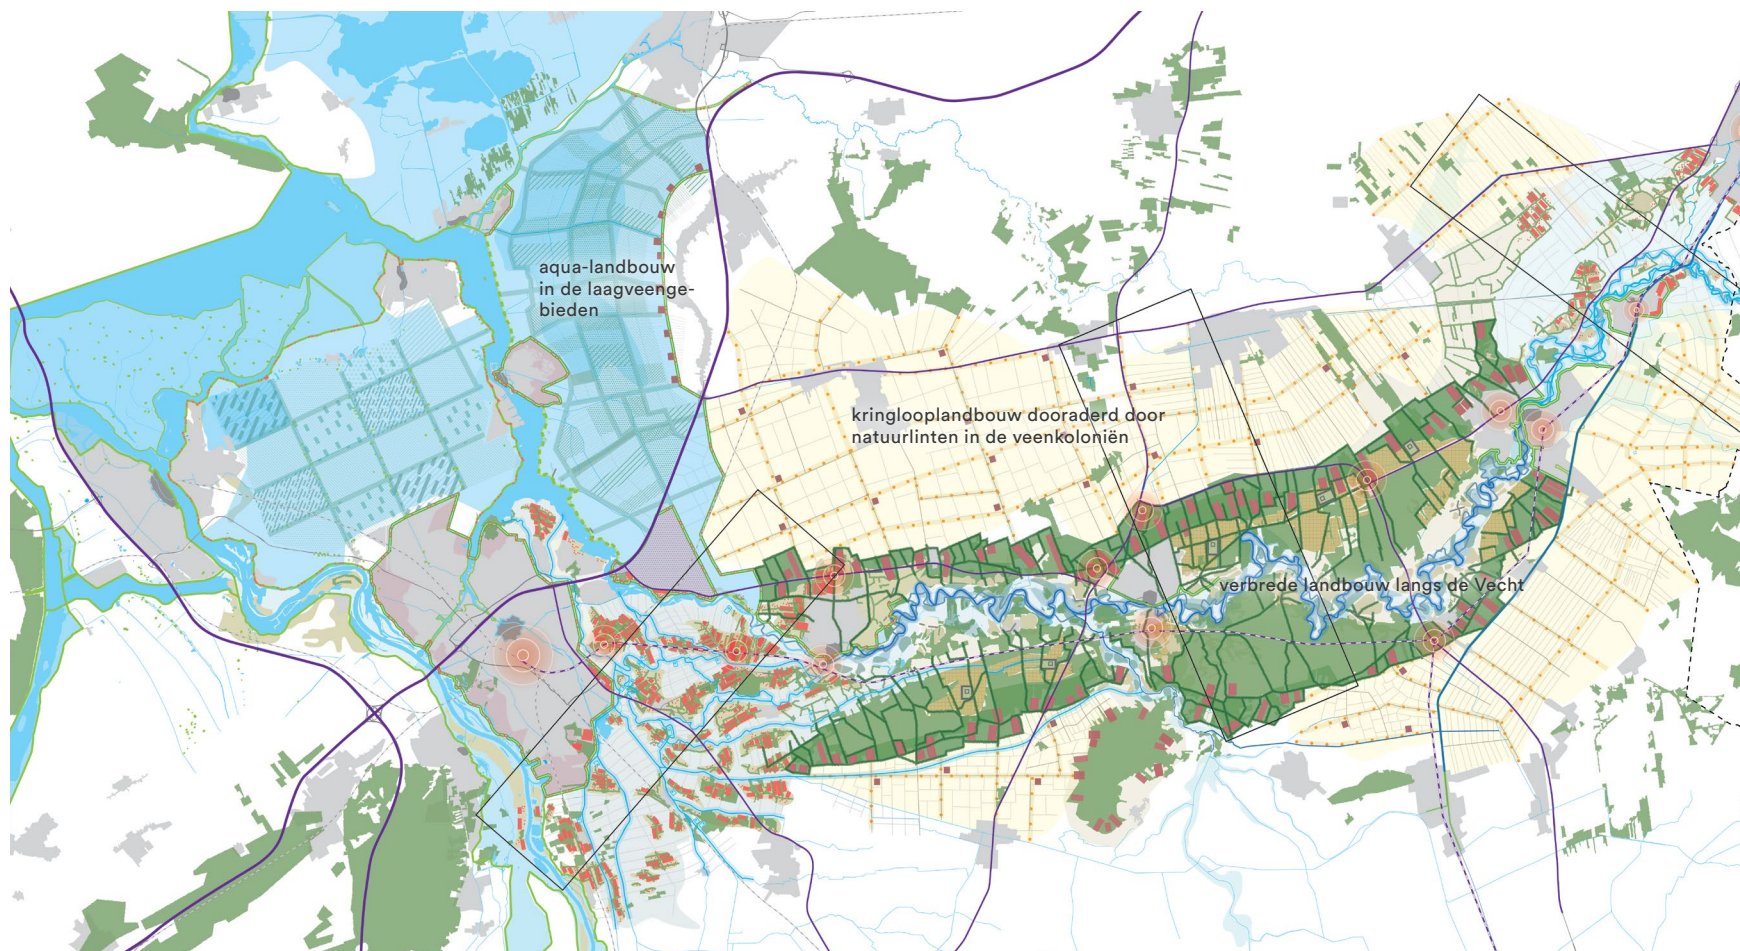 aqua-landbouw
in de laagveenge-
bieden
kringlooplandbouw dooraderd door
natuurlinten in de veenkoloniën
verbrede landbouw langs de Vecht